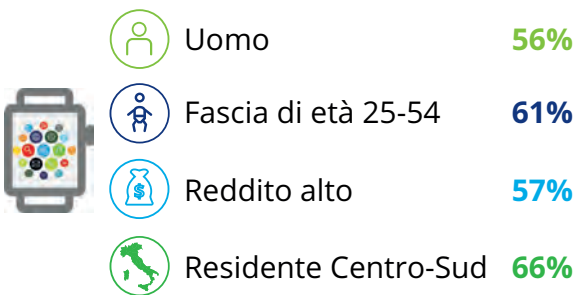 Uomo 56%
Fascia di età 25-54 61%
Reddito alto 57%
Residente Centro-Sud 66%